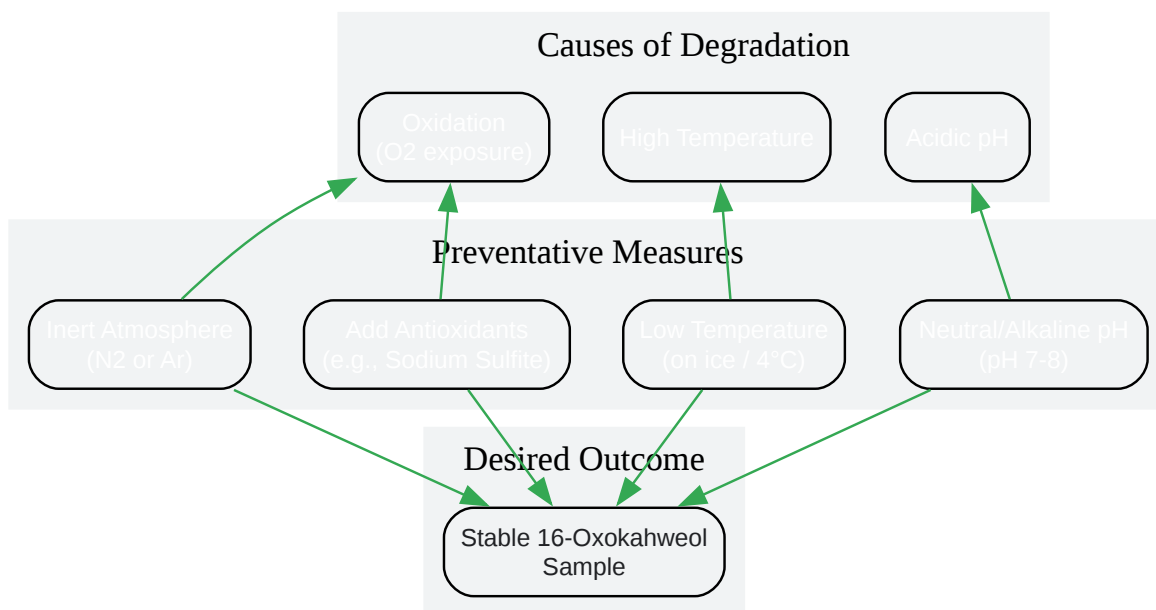 Causes of Degradation
Oxidation
(O2 exposure)
High Temperature
Acidic pH
Preventative Measures
Inert Atmosphere
(N2 or Ar)
Add Antioxidants
(e.g., Sodium Sulfite)
Low Temperature
(on ice / 4°C)
Neutral/Alkaline pH
(pH 7-8)
Desired Outcome
Stable 16-Oxokahweol
Sample